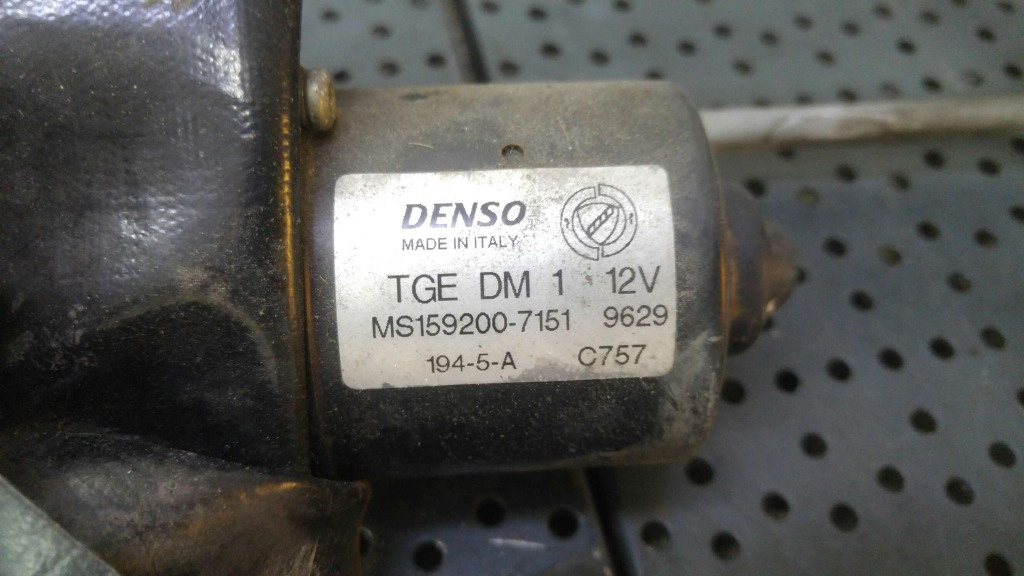 DENSO
MADE IN ITALY
TGE DM 1 12V
MS159200-7151 9629
194-5-A C757